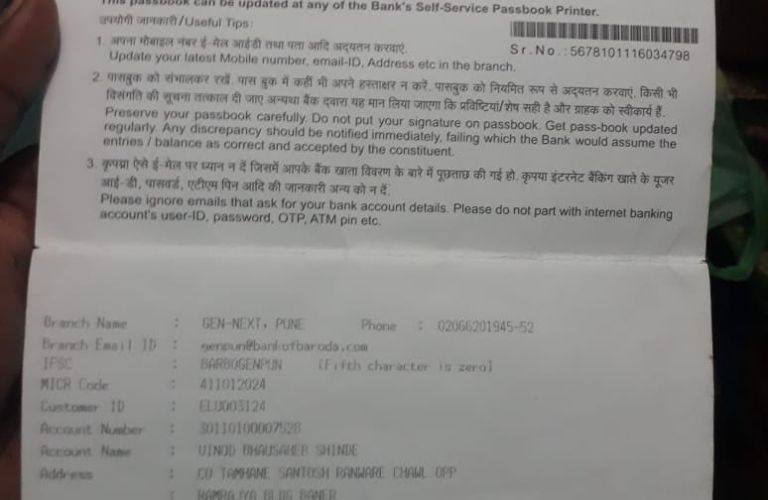 This passbook can be updated at any of the Bank's Self-Service Passbook Printer.
उपयोगी जानकारी/Useful Tips:
Sr.No.:5678101116034798
1. अपना मोबाइल नंबर ई-मेल आईडी तथा पता आदि अद्यतन करवाएं.
Update your latest Mobile number, email-ID, Address etc in the branch.
2. पासबुक को संभालकर रखें. पास बुक में कहीं भी अपने हस्ताक्षर न करें. पासबुक को नियमित रूप से अद्यतन करवाएं. किसी भी
विसंगति की सूचना तत्काल दी जाए अन्यथा बैंक द्वारा यह मान लिया जाएगा कि प्रविष्टियां/शेष सही है और ग्राहक को स्वीकार्य हैं.
Preserve your passbook carefully. Do not put your signature on passbook. Get pass-book updated
regularly. Any discrepancy should be notified immediately, failing which the Bank would assume the
entries / balance as correct and accepted by the constituent.
3. कृपया ऐसे ई-मेल पर ध्यान न दें जिसमें आपके बैंक खाता विवरण के बारे में पूछताछ की गई हो. कृपया इंटरनेट बैंकिंग खाते के यूजर
आई-डी, पासवर्ड, एटीएम पिन आदि की जानकारी अन्य को न दें.
Please ignore emails that ask for your bank account details. Please do not part with internet banking
account's user-ID, password, OTP, ATM pin etc.
Branch Name : GEN-NEXT, PUNE Phone : 02066201945-52
Branch Email ID : genpun@bankofbaroda.com
IFSC : BARB0GENPUN [Fifth character is zero]
MICR Code : 411012024
Customer ID : ELU003124
Account Number : 30110100007528
Account Name : VINOD BHAUSAHEB SHINDE
Address : CO TAMHANE SANTOSH RANWARE CHAWL OPP
: BLDG BANER